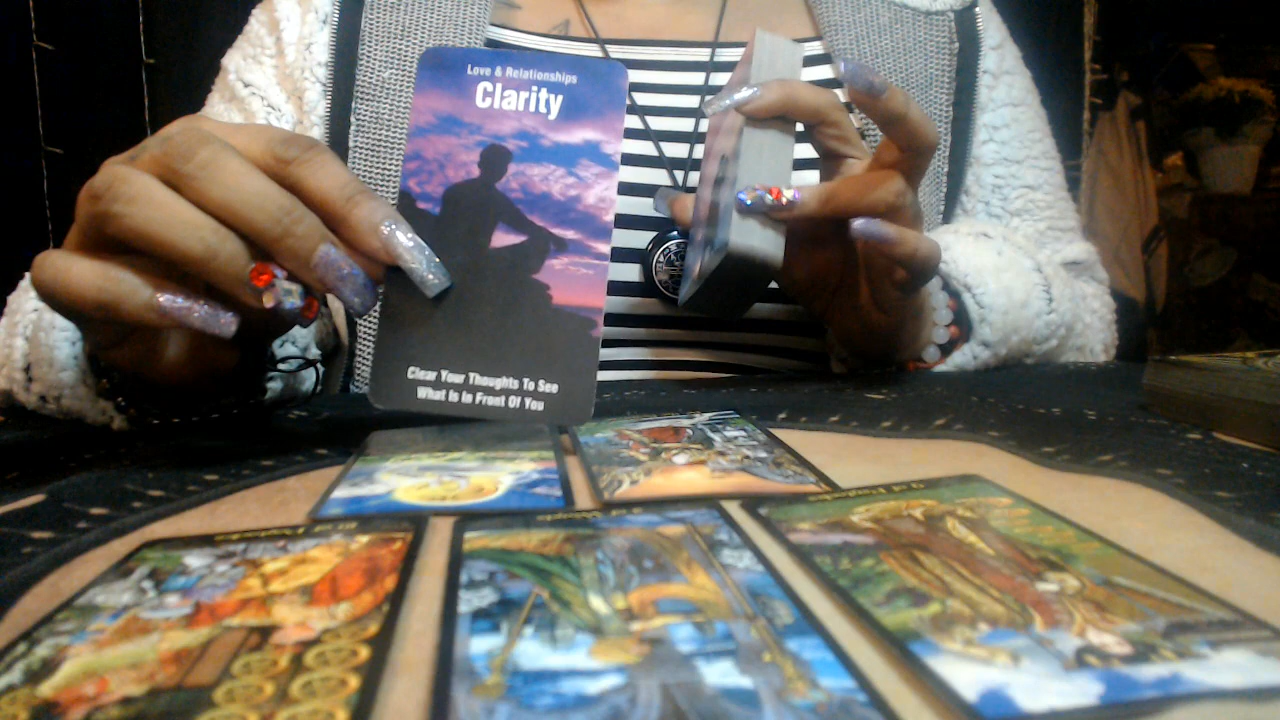 Love & Relationships
Clarity
Clear Your Thoughts To See
What Is In Front Of You